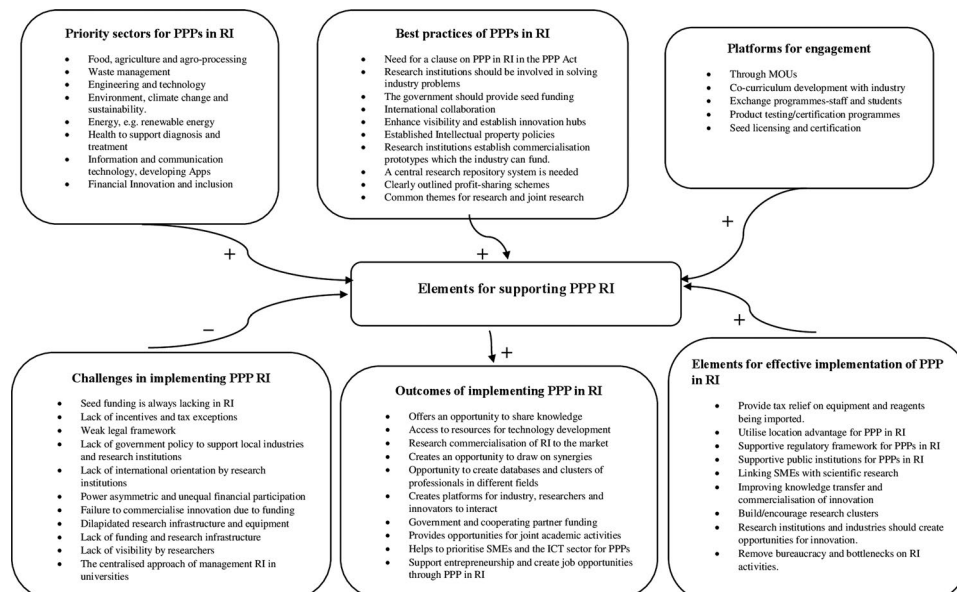 Priority sectors for PPPs in RI
• Food, agriculture and agro-processing
• Waste management
• Engineering and technology
• Environment, climate change and
sustainability.
• Energy, e.g. renewable energy
• Health to support diagnosis and
treatment
• Information and communication
technology, developing Apps
• Financial Innovation and inclusion
Best practices of PPPs in RI
• Need for a clause on PPP in RI in the PPP Act
• Research institutions should be involved in solving
industry problems
• The government should provide seed funding
• International collaboration
• Enhance visibility and establish innovation hubs
• Established Intellectual property policies
• Research institutions establish commercialisation
prototypes which the industry can fund.
• A central research repository system is needed
• Clearly outlined profit-sharing schemes
• Common themes for research and joint research
Platforms for engagement
• Through MOUs
• Co-curriculum development with industry
• Exchange programmes-staff and students
• Product testing/certification programmes
• Seed licensing and certification
+
+
+
Elements for supporting PPP RI
−
+
+
Challenges in implementing PPP RI
• Seed funding is always lacking in RI
• Lack of incentives and tax exceptions
• Weak legal framework
• Lack of government policy to support local industries
and research institutions
• Lack of international orientation by research
institutions
• Power asymmetric and unequal financial participation
• Failure to commercialise innovation due to funding
• Dilapidated research infrastructure and equipment
• Lack of funding and research infrastructure
• Lack of visibility by researchers
• The centralised approach of management RI in
universities
Outcomes of implementing PPP in RI
• Offers an opportunity to share knowledge
• Access to resources for technology development
• Research commercialisation of RI to the market
• Creates an opportunity to draw on synergies
• Opportunity to create databases and clusters of
professionals in different fields
• Creates platforms for industry, researchers and
innovators to interact
• Government and cooperating partner funding
• Provides opportunities for joint academic activities
• Helps to prioritise SMEs and the ICT sector for PPPs
• Support entrepreneurship and create job opportunities
through PPP in RI
Elements for effective implementation of PPP
in RI
• Provide tax relief on equipment and reagents
being imported.
• Utilise location advantage for PPP in RI
• Supportive regulatory framework for PPPs in RI
• Supportive public institutions for PPPs in RI
• Linking SMEs with scientific research
• Improving knowledge transfer and
commercialisation of innovation
• Build/encourage research clusters
• Research institutions and industries should create
opportunities for innovation.
• Remove bureaucracy and bottlenecks on RI
activities.